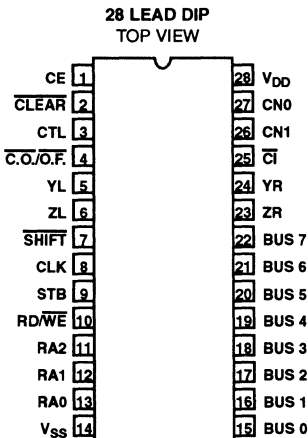 28 LEAD DIP
TOP VIEW
CE 1 28 VDD
CLEAR 2 27 CN0
CTL 3 26 CN1
C.O./O.F. 4 25 CI
YL 5 24 YR
ZL 6 23 ZR
SHIFT 7 22 BUS 7
CLK 8 21 BUS 6
STB 9 20 BUS 5
RD/WE 10 19 BUS 4
RA2 11 18 BUS 3
RA1 12 17 BUS 2
RA0 13 16 BUS 1
VSS 14 15 BUS 0